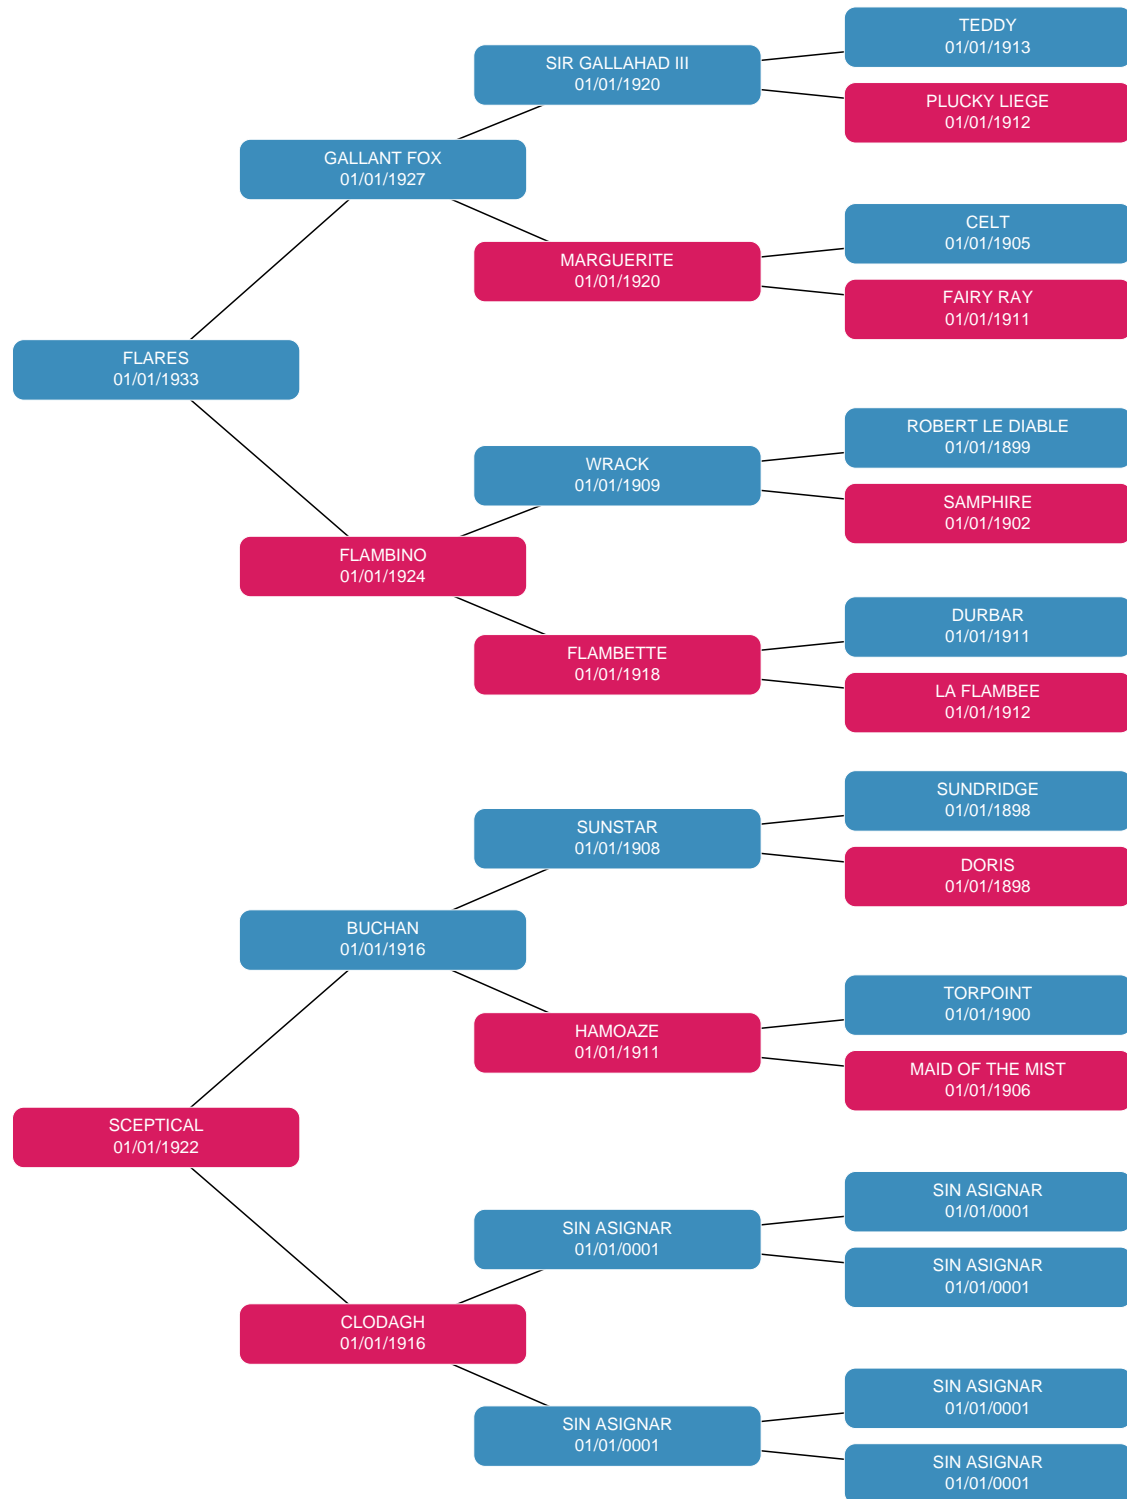 TEDDY
01/01/1913
SIR GALLAHAD III
01/01/1920
PLUCKY LIEGE
01/01/1912
GALLANT FOX
01/01/1927
CELT
01/01/1905
MARGUERITE
01/01/1920
FAIRY RAY
01/01/1911
FLARES
01/01/1933
ROBERT LE DIABLE
01/01/1899
WRACK
01/01/1909
SAMPHIRE
01/01/1902
FLAMBINO
01/01/1924
DURBAR
01/01/1911
FLAMBETTE
01/01/1918
LA FLAMBEE
01/01/1912
SUNDRIDGE
01/01/1898
SUNSTAR
01/01/1908
DORIS
01/01/1898
BUCHAN
01/01/1916
TORPOINT
01/01/1900
HAMOAZE
01/01/1911
MAID OF THE MIST
01/01/1906
SCEPTICAL
01/01/1922
SIN ASIGNAR
01/01/0001
SIN ASIGNAR
01/01/0001
SIN ASIGNAR
01/01/0001
CLODAGH
01/01/1916
SIN ASIGNAR
01/01/0001
SIN ASIGNAR
01/01/0001
SIN ASIGNAR
01/01/0001